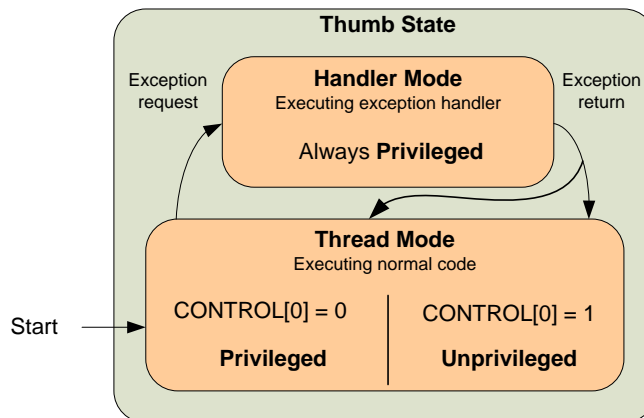 Thumb State
Exception
request
Handler Mode
Executing exception handler
Always Privileged
Exception
return
Thread Mode
Executing normal code
CONTROL[0] = 0
Privileged
CONTROL[0] = 1
Unprivileged
Start